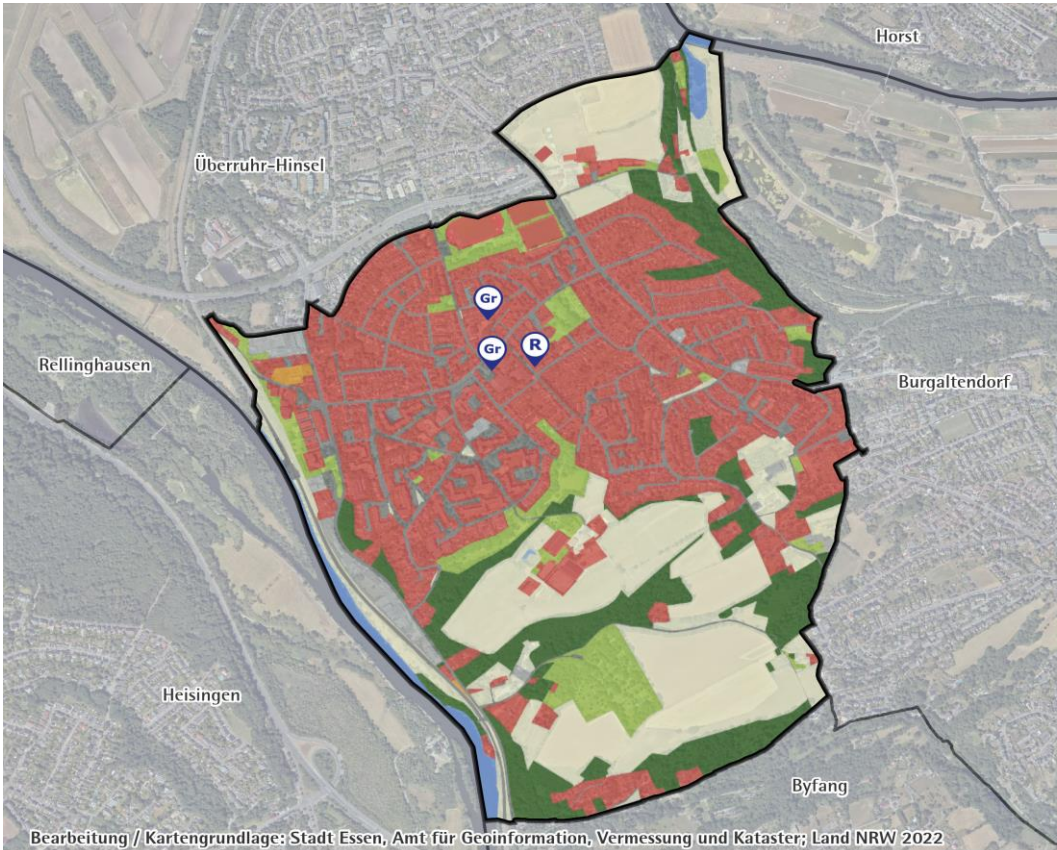 Horst
Überruhr-Hinsel
Gr
Gr
R
Rellinghausen
Burgaltendorf
Heisingen
Byfang
Bearbeitung / Kartengrundlage: Stadt Essen, Amt für Geoinformation, Vermessung und Kataster; Land NRW 2022